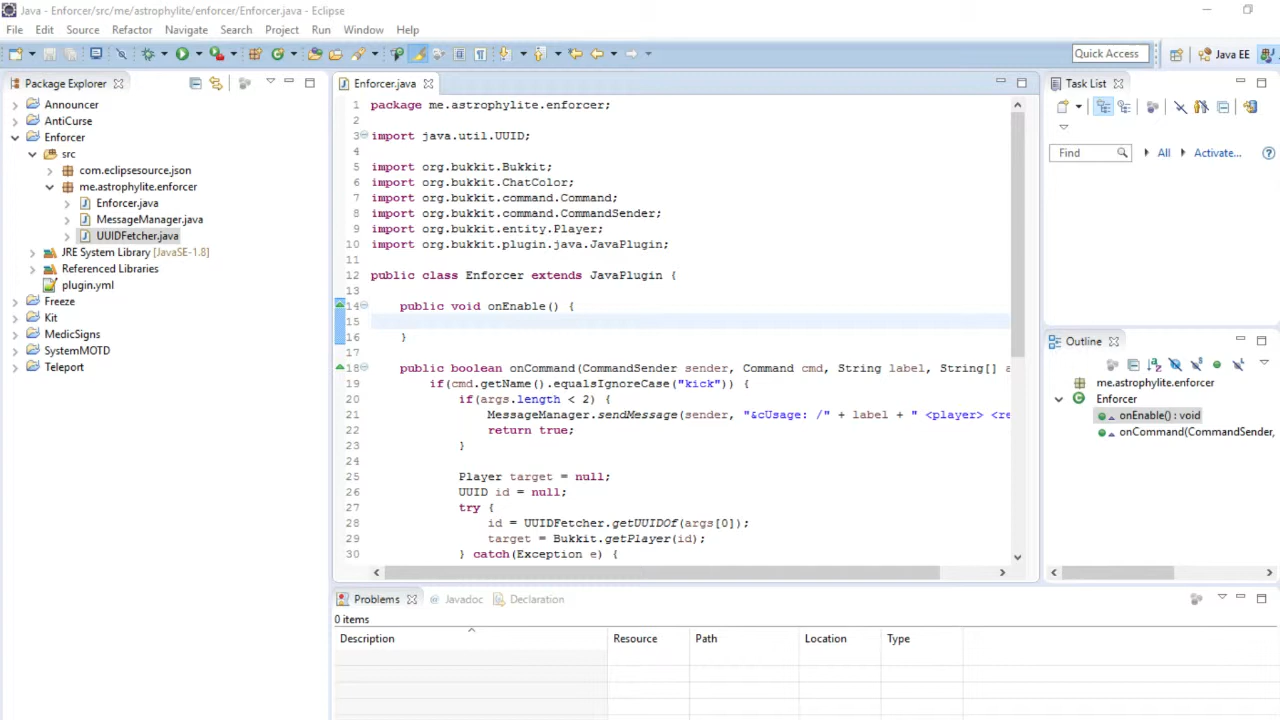 Java - Enforcer/src/me/astrophylite/enforcer/Enforcer.java - Eclipse
File Edit Source Refactor Navigate Search Project Run Window Help
Quick Access
Java EE
Package Explorer
Announcer
AntiCurse
Enforcer
src
com.eclipsesource.json
me.astrophylite.enforcer
Enforcer.java
MessageManager.java
UUIDFetcher.java
JRE System Library [JavaSE-1.8]
Referenced Libraries
plugin.yml
Freeze
Kit
MedicSigns
SystemMOTD
Teleport
Enforcer.java
1 package me.astrophylite.enforcer;
2
3 import java.util.UUID;
4
5 import org.bukkit.Bukkit;
6 import org.bukkit.ChatColor;
7 import org.bukkit.command.Command;
8 import org.bukkit.command.CommandSender;
9 import org.bukkit.entity.Player;
10 import org.bukkit.plugin.java.JavaPlugin;
11
12 public class Enforcer extends JavaPlugin {
13
14 public void onEnable() {
15
16 }
17
18 public boolean onCommand(CommandSender sender, Command cmd, String label, String[] a
19 if(cmd.getName().equalsIgnoreCase("kick")) {
20 if(args.length < 2) {
21 MessageManager.sendMessage(sender, "&cUsage: /" + label + " <player> <re
22 return true;
23 }
24
25 Player target = null;
26 UUID id = null;
27 try {
28 id = UUIDFetcher.getUUIDOf(args[0]);
29 target = Bukkit.getPlayer(id);
30 } catch(Exception e) {
Task List
Find All Activate...
Outline
me.astrophylite.enforcer
Enforcer
onEnable() : void
onCommand(CommandSender,
Problems Javadoc Declaration
0 items
Description Resource Path Location Type